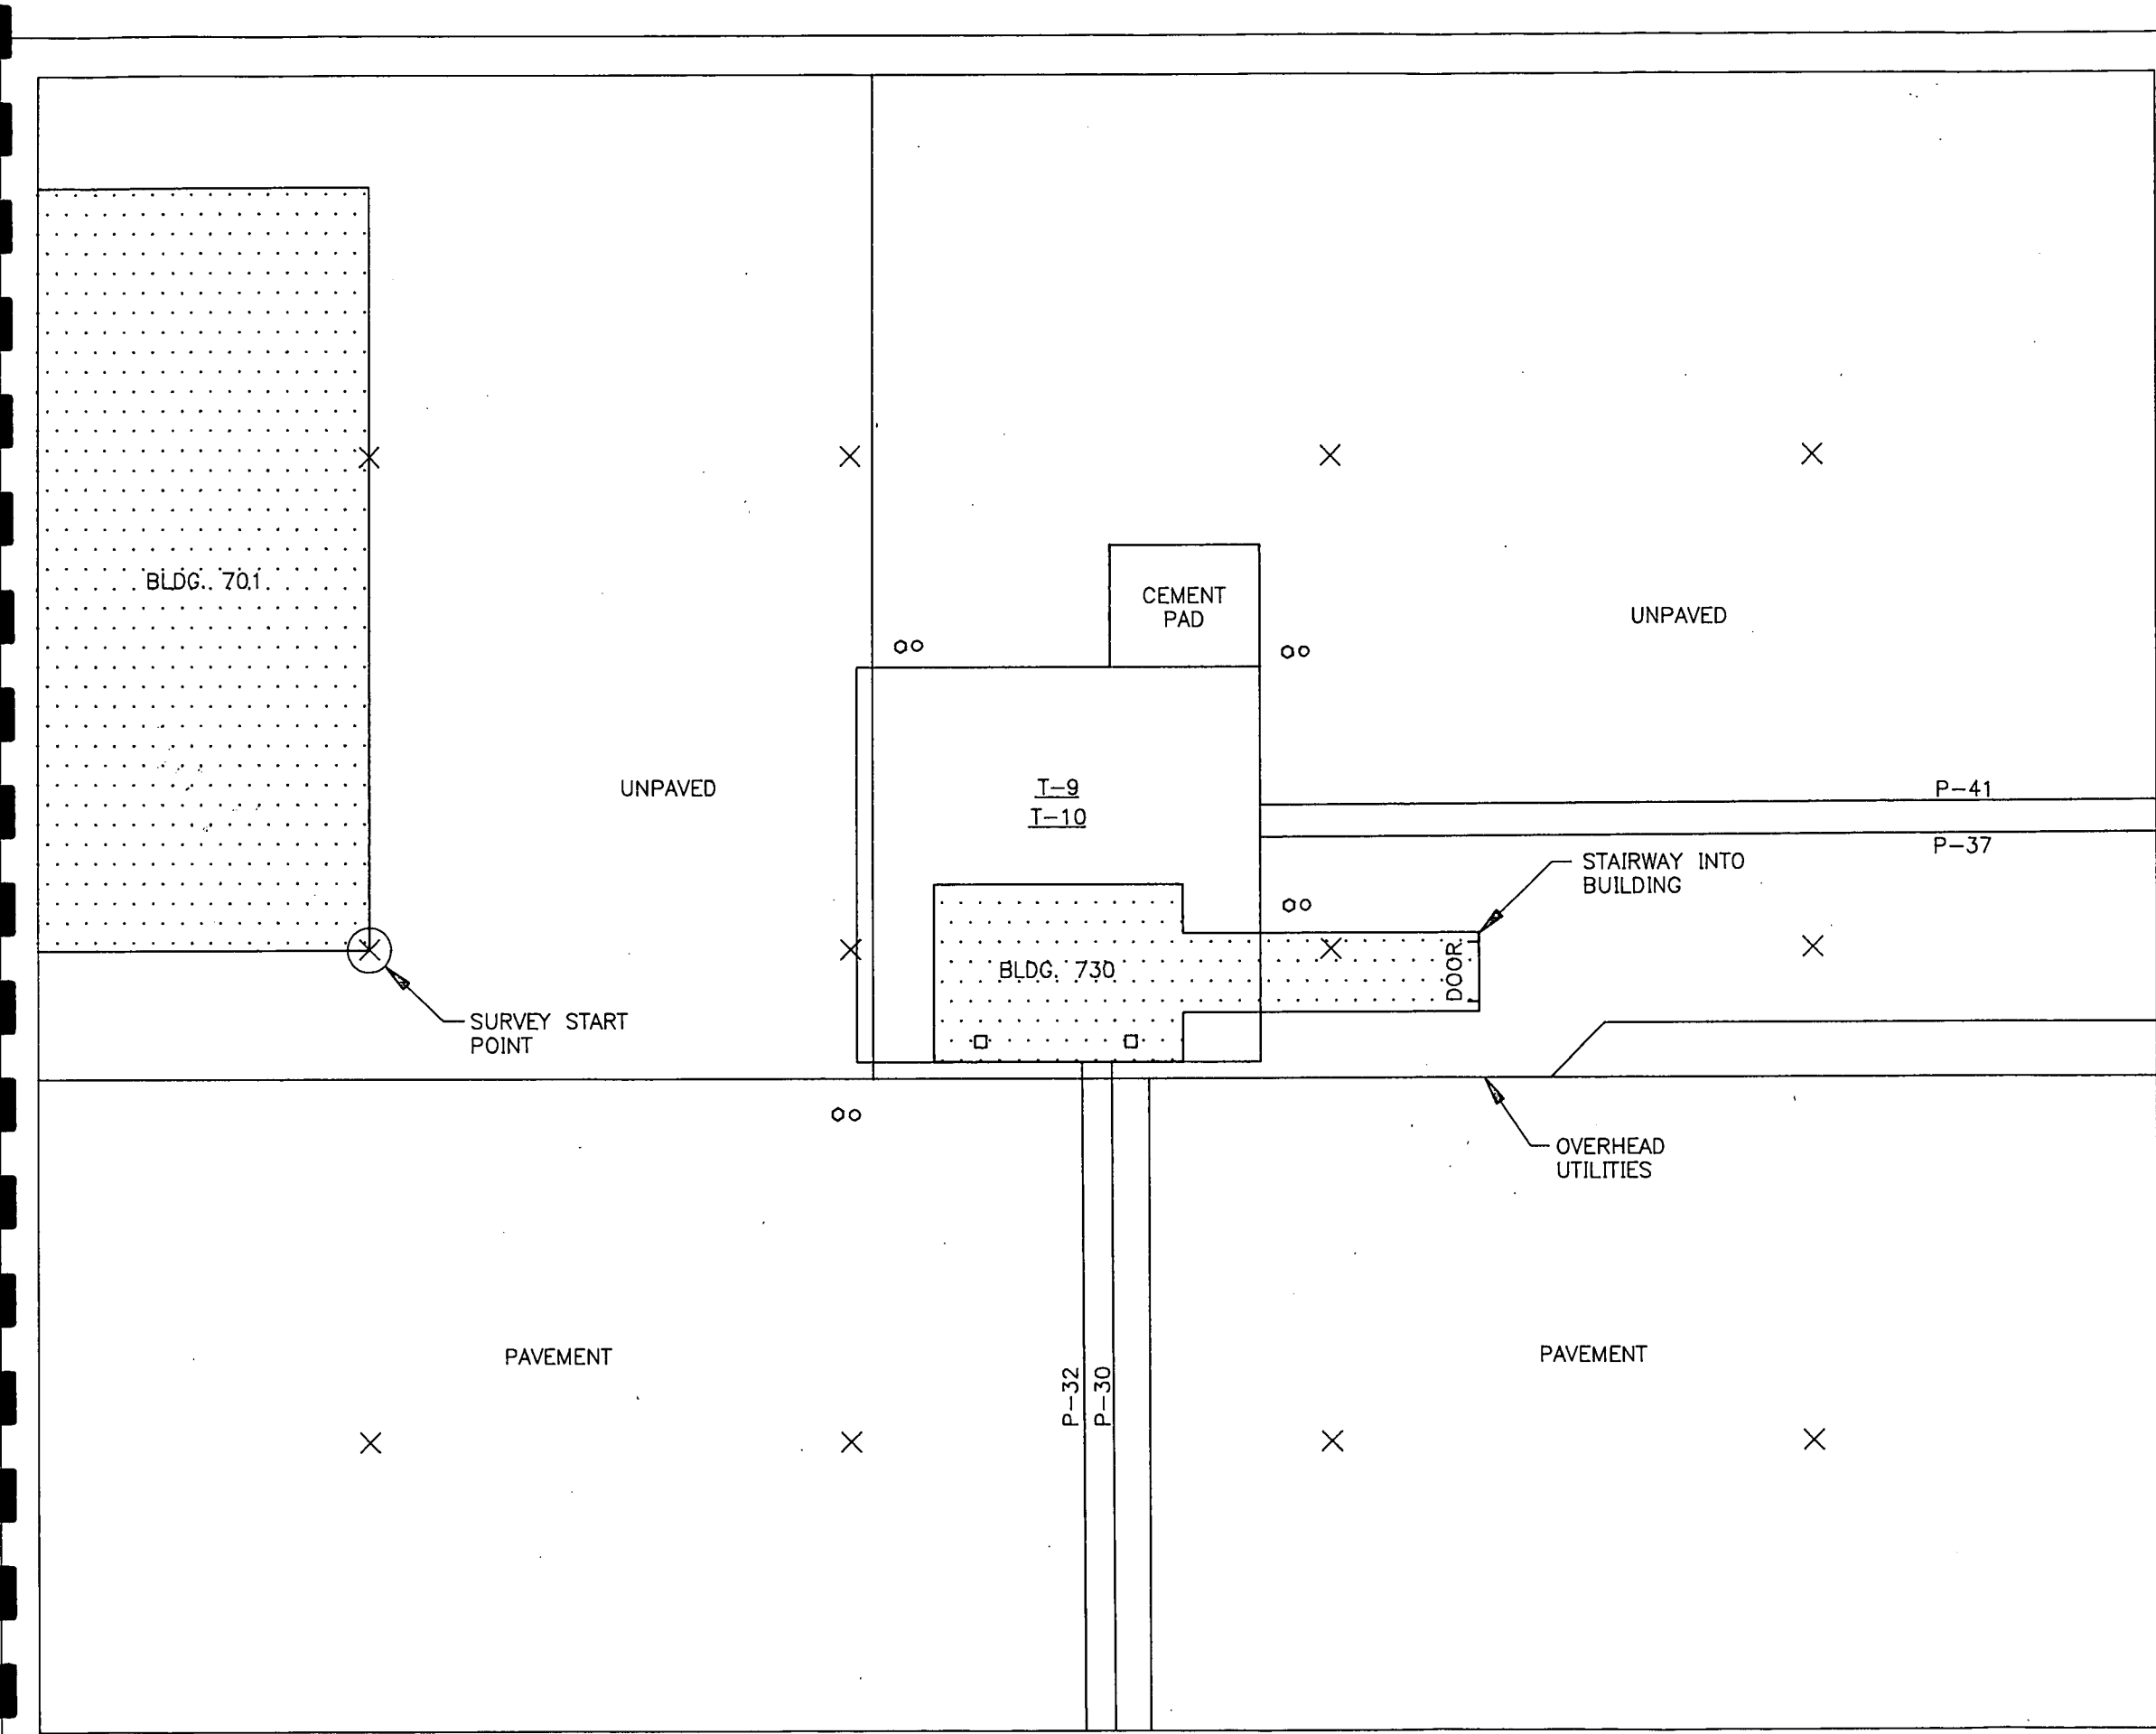 BLDG. 701
CEMENT
PAD
UNPAVED
UNPAVED
T-9
T-10
P-41
P-37
STAIRWAY INTO
BUILDING
BLDG. 730
DOOR
SURVEY START
POINT
OVERHEAD
UTILITIES
PAVEMENT
PAVEMENT
P-32
P-30